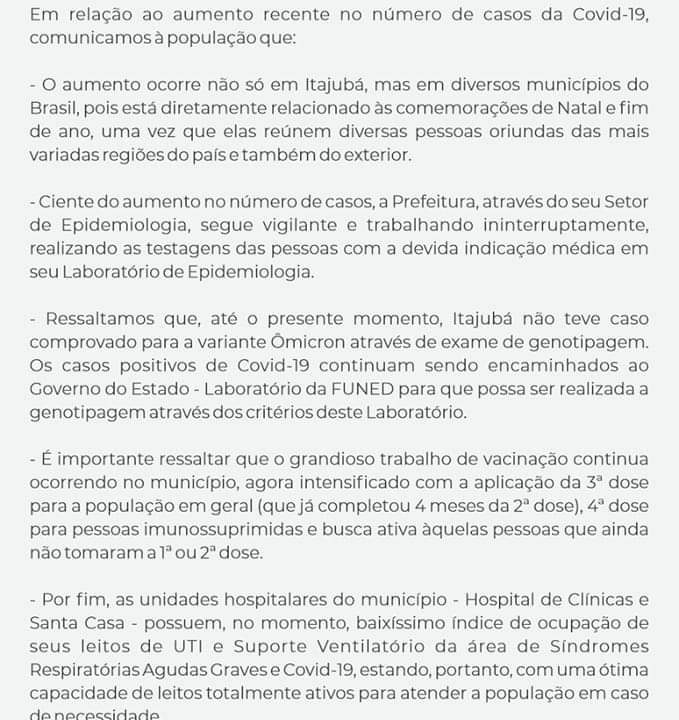 Em relação ao aumento recente no número de casos da Covid-19,
comunicamos à população que:
- O aumento ocorre não só em Itajubá, mas em diversos municípios do
Brasil, pois está diretamente relacionado às comemorações de Natal e fim
de ano, uma vez que elas reúnem diversas pessoas oriundas das mais
variadas regiões do país e também do exterior.
- Ciente do aumento no número de casos, a Prefeitura, através do seu Setor
de Epidemiologia, segue vigilante e trabalhando ininterruptamente,
realizando as testagens das pessoas com a devida indicação médica em
seu Laboratório de Epidemiologia.
- Ressaltamos que, até o presente momento, Itajubá não teve caso
comprovado para a variante Ômicron através de exame de genotipagem.
Os casos positivos de Covid-19 continuam sendo encaminhados ao
Governo do Estado - Laboratório da FUNED para que possa ser realizada a
genotipagem através dos critérios deste Laboratório.
- É importante ressaltar que o grandioso trabalho de vacinação continua
ocorrendo no município, agora intensificado com a aplicação da 3ª dose
para a população em geral (que já completou 4 meses da 2ª dose), 4ª dose
para pessoas imunossuprimidas e busca ativa àquelas pessoas que ainda
não tomaram a 1ª ou 2ª dose.
- Por fim, as unidades hospitalares do município - Hospital de Clínicas e
Santa Casa - possuem, no momento, baixíssimo índice de ocupação de
seus leitos de UTI e Suporte Ventilatório da área de Síndromes
Respiratórias Agudas Graves e Covid-19, estando, portanto, com uma ótima
capacidade de leitos totalmente ativos para atender a população em caso
de necessidade.